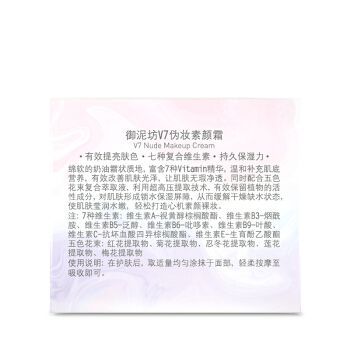 御泥坊V7伪妆素颜霜
V7 Nude Makeup Cream
·有效提亮肤色·七种复合维生素·持久保湿力·
绵软的奶油霜状质地,富含7种Vitamin精华,温和补充肌底
营养,有效改善肌肤光泽,让肌肤无瑕净透。同时配合五色
花束复合萃取液,利用超高压提取技术,有效保留植物的活
性成分,对肌肤形成锁水保湿屏障,从而缓解干燥缺水状态,
使肌肤莹润水嫩,轻松打造心机素颜裸妆。
注: 7种维生素: 维生素A-视黄醇棕榈酸酯、维生素B3-烟酰
胺、维生素B5-泛醇、维生素B6-吡哆素、维生素B9-叶酸、
维生素C-抗坏血酸四异棕榈酸酯、维生素E-生育酚乙酸酯
五色花束: 红花提取物、菊花提取物、忍冬花提取物、莲花
提取物、梅花提取物
使用说明: 在护肤后,取适量均匀涂抹于面部,轻柔按摩至
吸收即可。